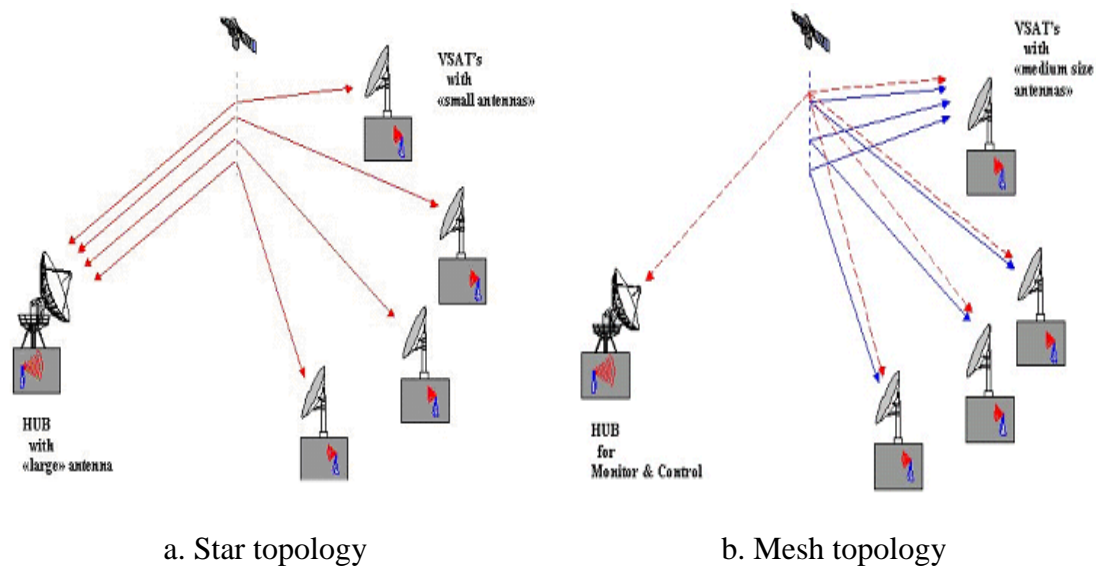 VSAT's
with
«small antennas»
HUB
with
«large» antenna
a. Star topology
VSAT's
with
«medium size
antennas»
HUB
for
Monitor & Control
b. Mesh topology